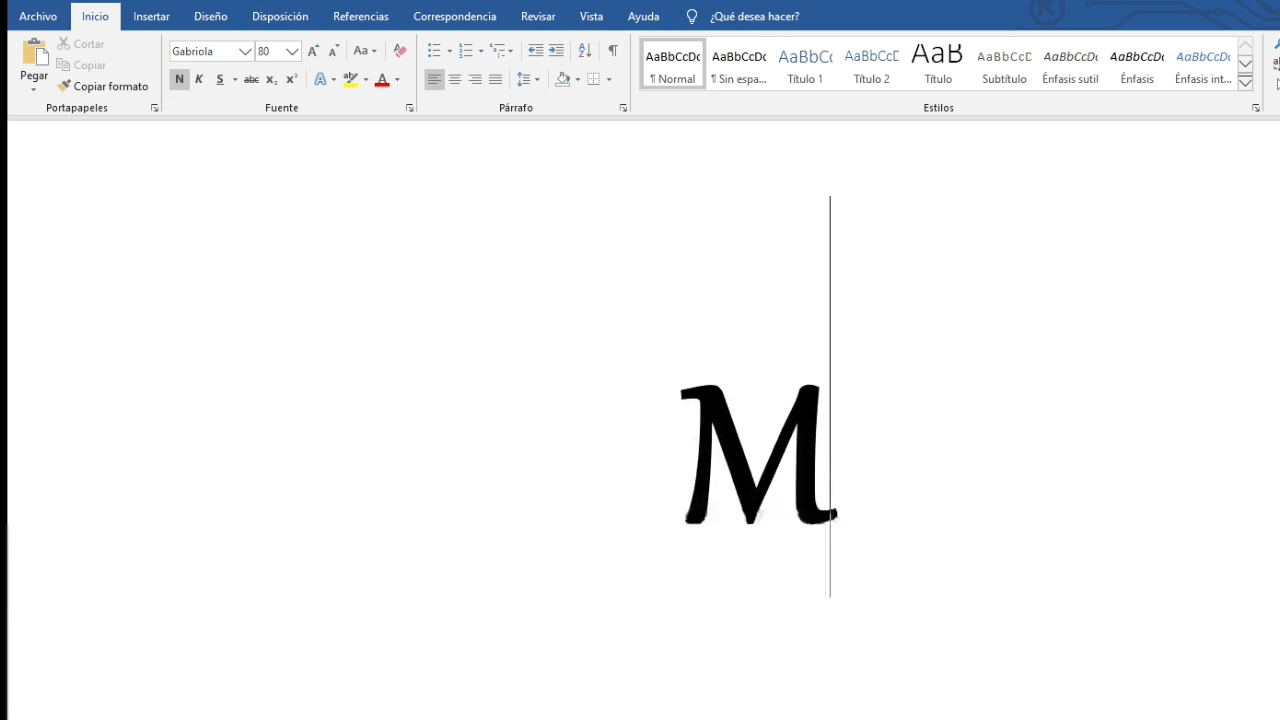 Archivo Inicio Insertar Diseño Disposición Referencias Correspondencia Revisar Vista Ayuda ¿Qué desea hacer?
Pegar
Cortar
Copiar
Copiar formato
Portapapeles
Gabriola 80 A A Aa
N K S abc x₂ x² A A
Fuente
Párrafo
AaBbCcDc AaBbCcDc AaBbCc AaBbCcD AaB AaBbCcD AaBbCcDc AaBbCcDc AaBbCcDc
¶ Normal ¶ Sin espa... Título 1 Título 2 Título Subtítulo Énfasis sutil Énfasis Énfasis int...
Estilos
M